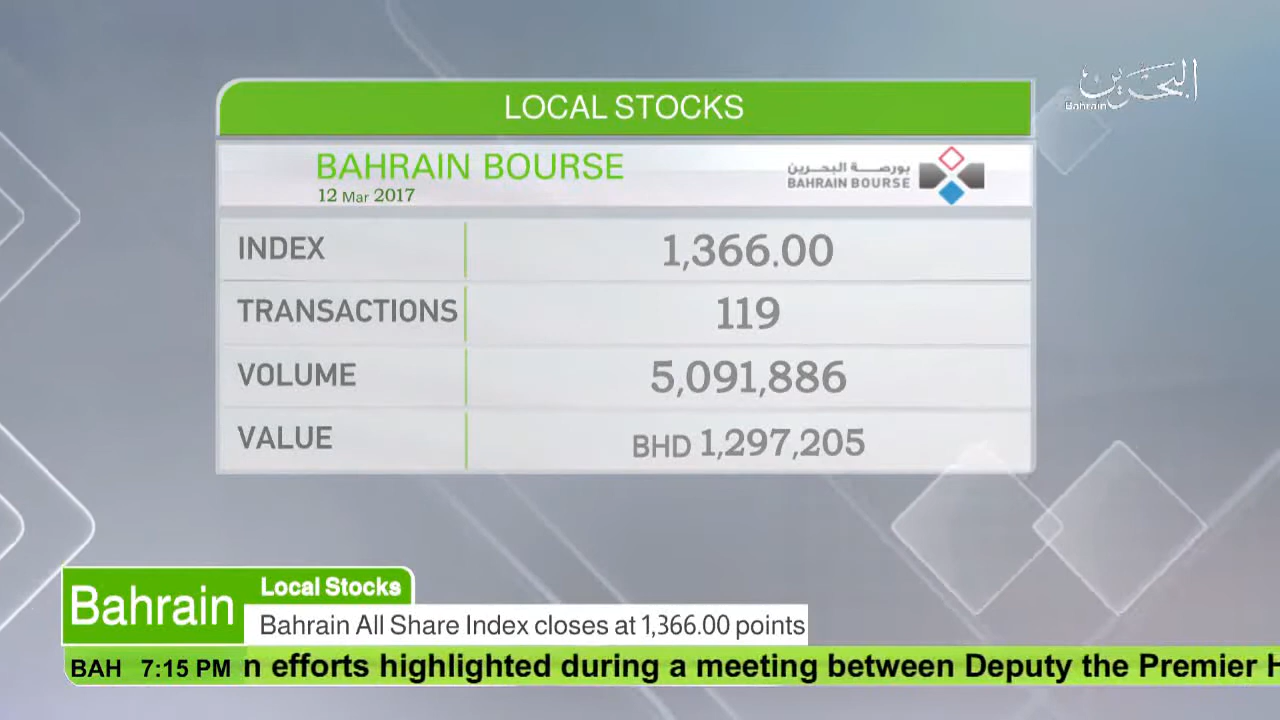 البحرين
Bahrain
LOCAL STOCKS
BAHRAIN BOURSE
12 Mar 2017
بورصة البحرين
BAHRAIN BOURSE
INDEX 1,366.00
TRANSACTIONS 119
VOLUME 5,091,886
VALUE BHD 1,297,205
Bahrain
Local Stocks
Bahrain All Share Index closes at 1,366.00 points
BAH 7:15 PM n efforts highlighted during a meeting between Deputy the Premier H